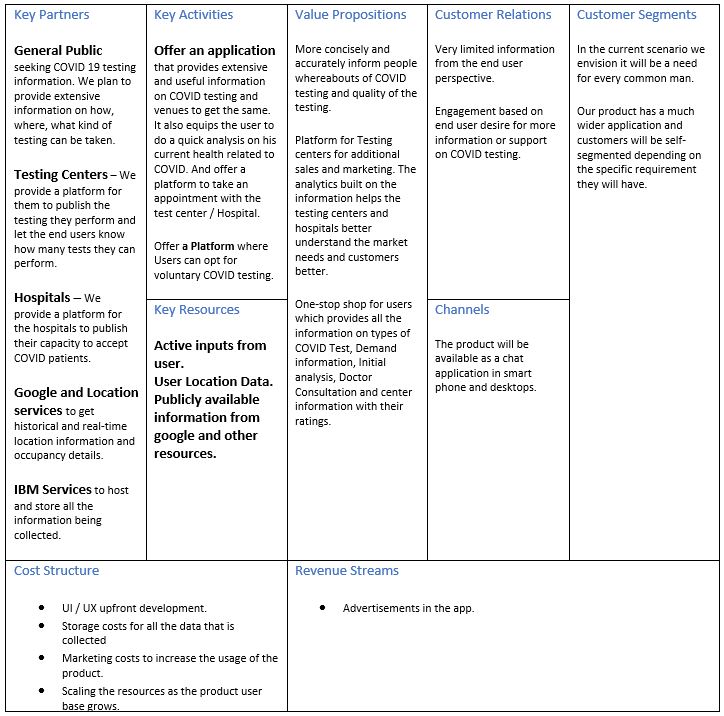 Key Partners
General Public
seeking COVID 19 testing
information. We plan to
provide extensive
information on how,
where, what kind of
testing can be taken.
Testing Centers – We
provide a platform for
them to publish the
testing they perform and
let the end users know
how many tests they can
perform.
Hospitals – We
provide a platform for
the hospitals to publish
their capacity to accept
COVID patients.
Google and Location
services to get
historical and real-time
location information and
occupancy details.
IBM Services to host
and store all the
information being
collected.
Key Activities
Offer an application
that provides extensive
and useful information
on COVID testing and
venues to get the same.
It also equips the user to
do a quick analysis on his
current health related to
COVID. And offer a
platform to take an
appointment with the
test center / Hospital.
Offer a Platform where
Users can opt for
voluntary COVID testing.
Key Resources
Active inputs from
user.
User Location Data.
Publicly available
information from
google and other
resources.
Value Propositions
More concisely and
accurately inform people
whereabouts of COVID
testing and quality of the
testing.
Platform for Testing
centers for additional
sales and marketing. The
analytics built on the
information helps the
testing centers and
hospitals better
understand the market
needs and customers
better.
One-stop shop for users
which provides all the
information on types of
COVID Test, Demand
information, Initial
analysis, Doctor
Consultation and center
information with their
ratings.
Customer Relations
Very limited information
from the end user
perspective.
Engagement based on
end user desire for more
information or support
on COVID testing.
Channels
The product will be
available as a chat
application in smart
phone and desktops.
Customer Segments
In the current scenario we
envision it will be a need
for every common man.
Our product has a much
wider application and
customers will be self-
segmented depending on
the specific requirement
they will have.
Cost Structure
• UI / UX upfront development.
• Storage costs for all the data that is
collected
• Marketing costs to increase the usage of the
product.
• Scaling the resources as the product user
base grows.
Revenue Streams
• Advertisements in the app.